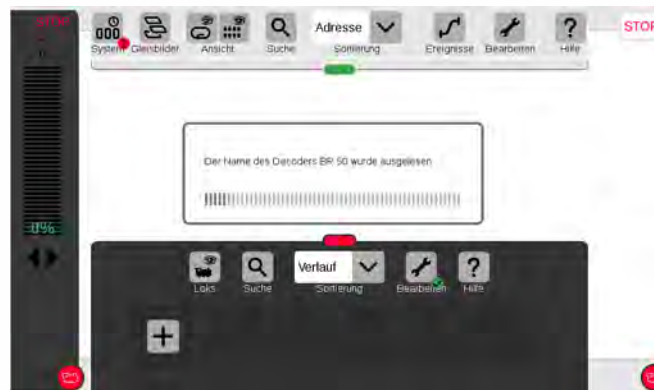 STOP
Adresse
System Gleisbilder Ansicht Suche Sortierung Ereignisse Bearbeiten Hilfe
Der Name des Decoders BR 50 wurde ausgelesen
0%
Verlauf
Loks Suche Sortierung Bearbeiten Hilfe